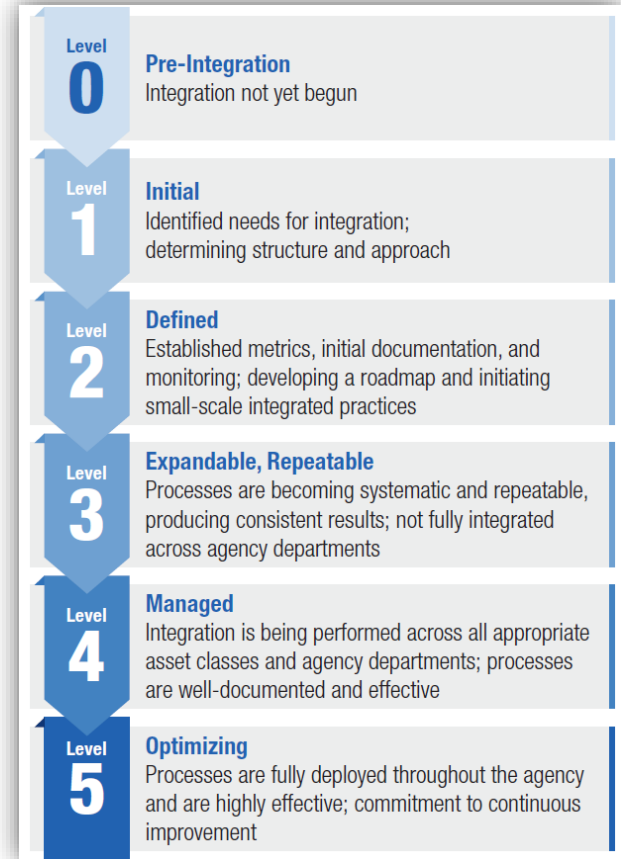 Level
0
Pre-Integration
Integration not yet begun
Level
1
Initial
Identified needs for integration;
determining structure and approach
Level
2
Defined
Established metrics, initial documentation, and
monitoring; developing a roadmap and initiating
small-scale integrated practices
Level
3
Expandable, Repeatable
Processes are becoming systematic and repeatable,
producing consistent results; not fully integrated
across agency departments
Level
4
Managed
Integration is being performed across all appropriate
asset classes and agency departments; processes
are well-documented and effective
Level
5
Optimizing
Processes are fully deployed throughout the agency
and are highly effective; commitment to continuous
improvement